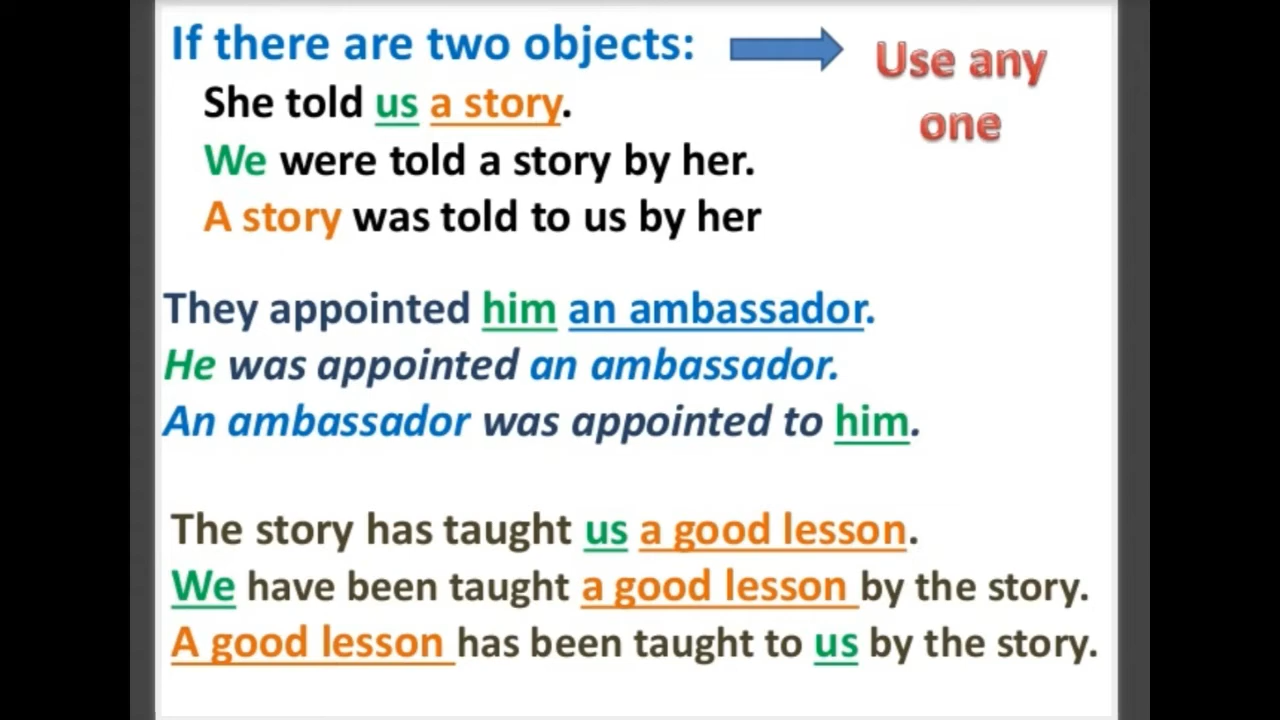 If there are two objects:
Use any
one
She told us a story.
We were told a story by her.
A story was told to us by her
They appointed him an ambassador.
He was appointed an ambassador.
An ambassador was appointed to him.
The story has taught us a good lesson.
We have been taught a good lesson by the story.
A good lesson has been taught to us by the story.